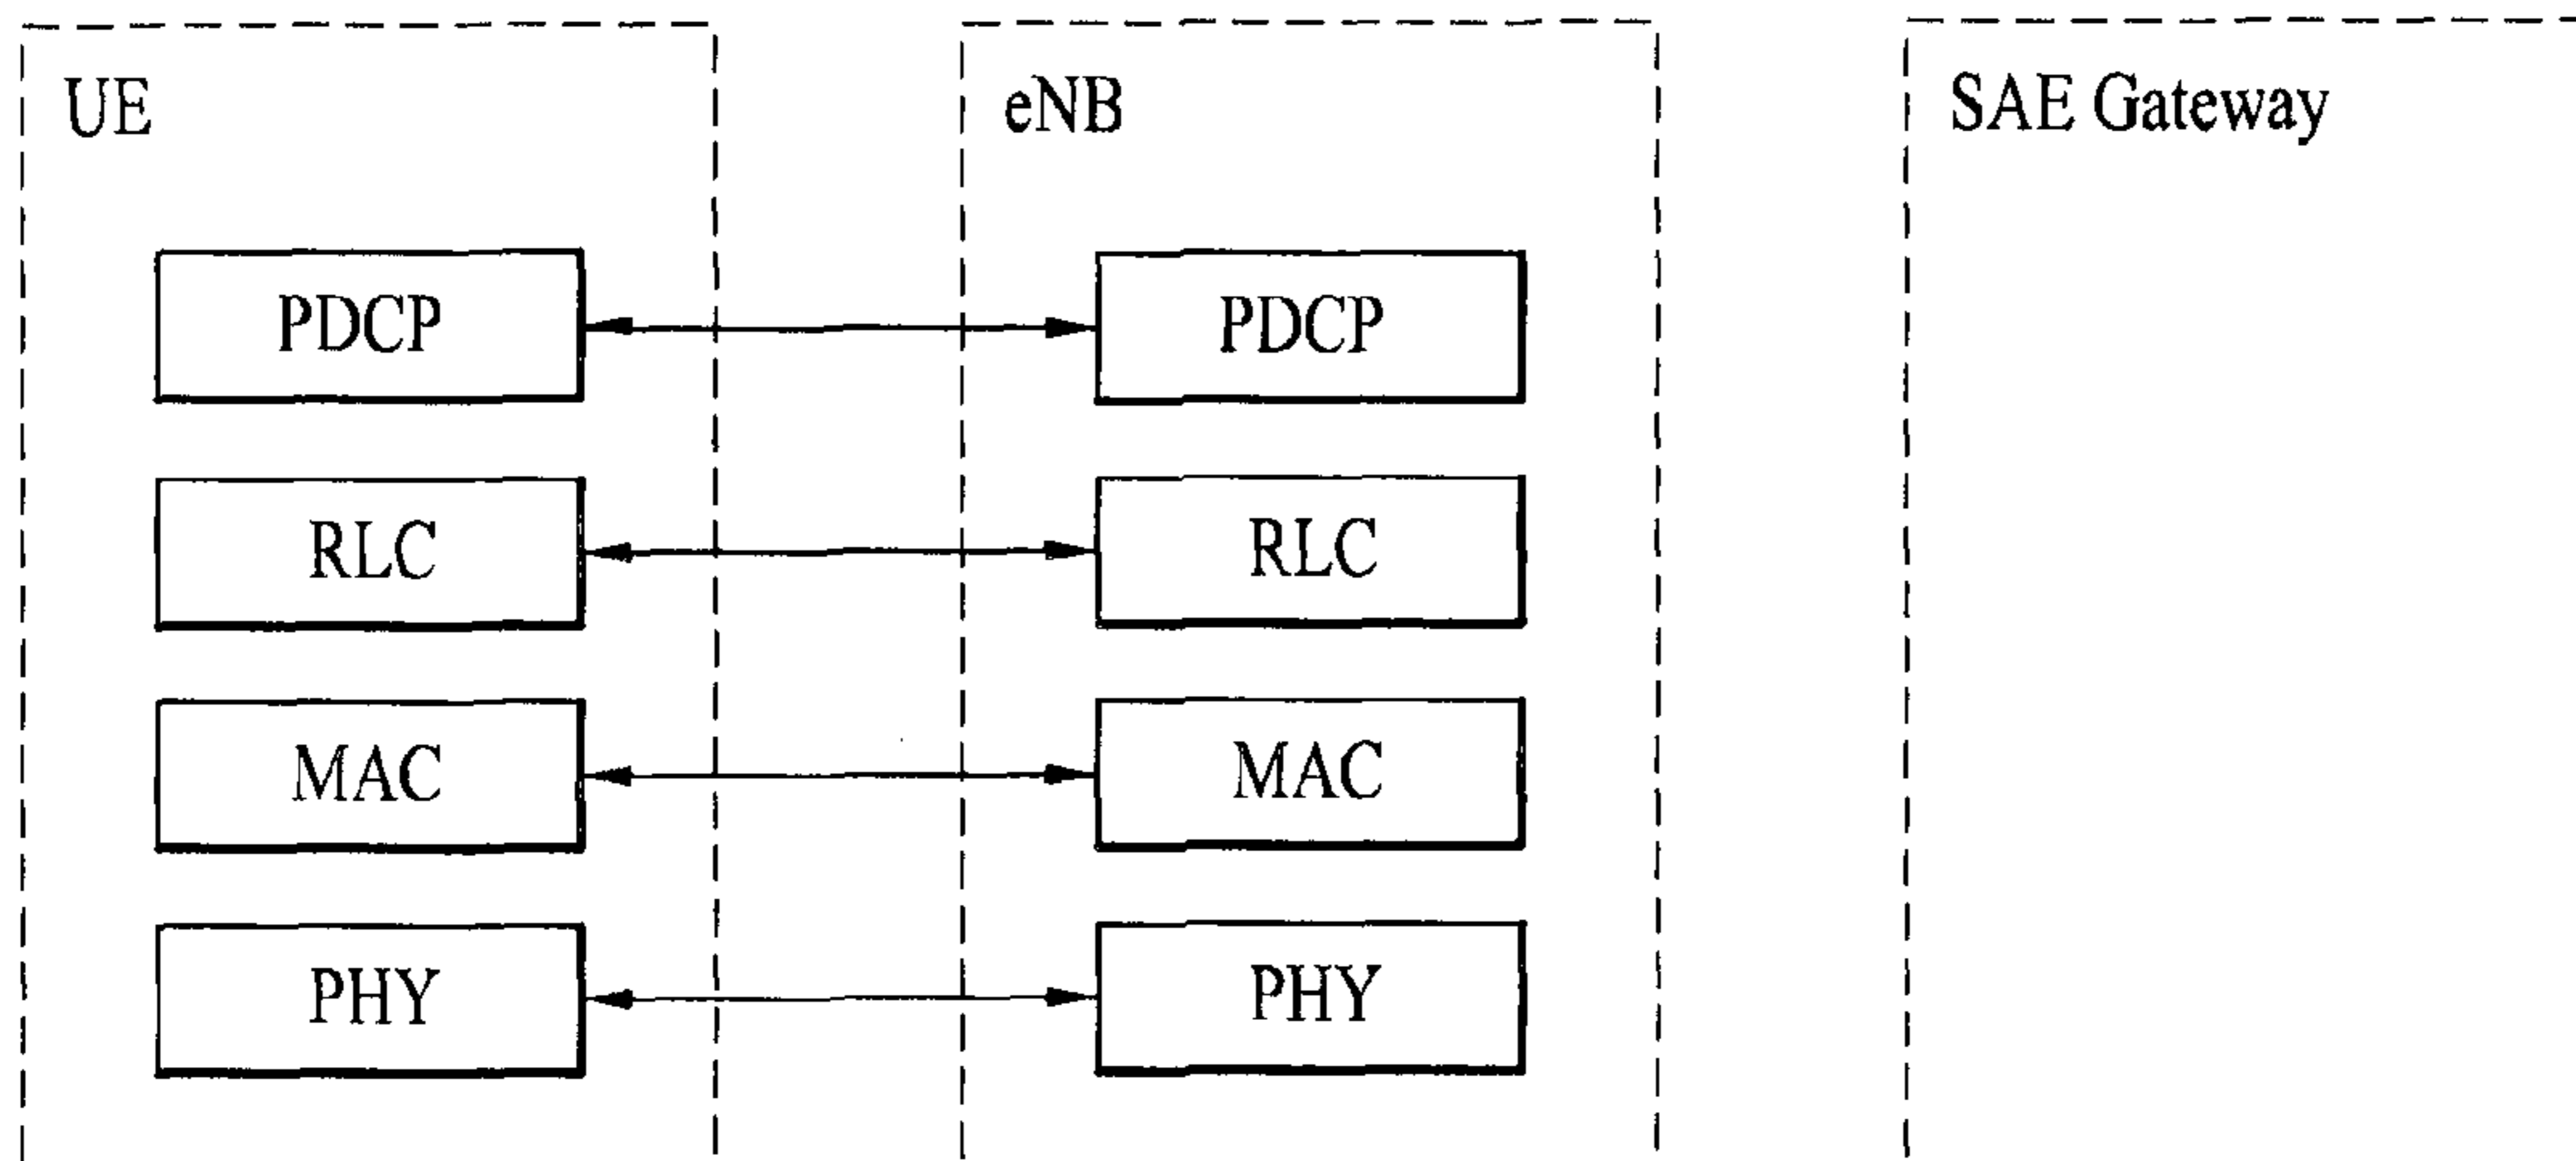 UE eNB SAE Gateway
PDCP PDCP
RLC RLC
MAC MAC
PHY PHY